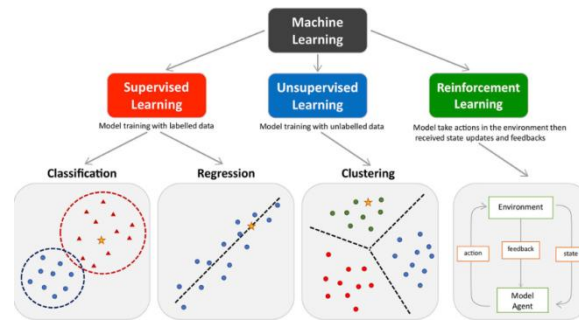 Machine
Learning
Supervised
Learning
Unsupervised
Learning
Reinforcement
Learning
Model training with labelled data
Model training with unlabelled data
Model take actions in the environment then
received state updates and feedbacks
Classification
Regression
Clustering
Environment
action
feedback
state
Model
Agent